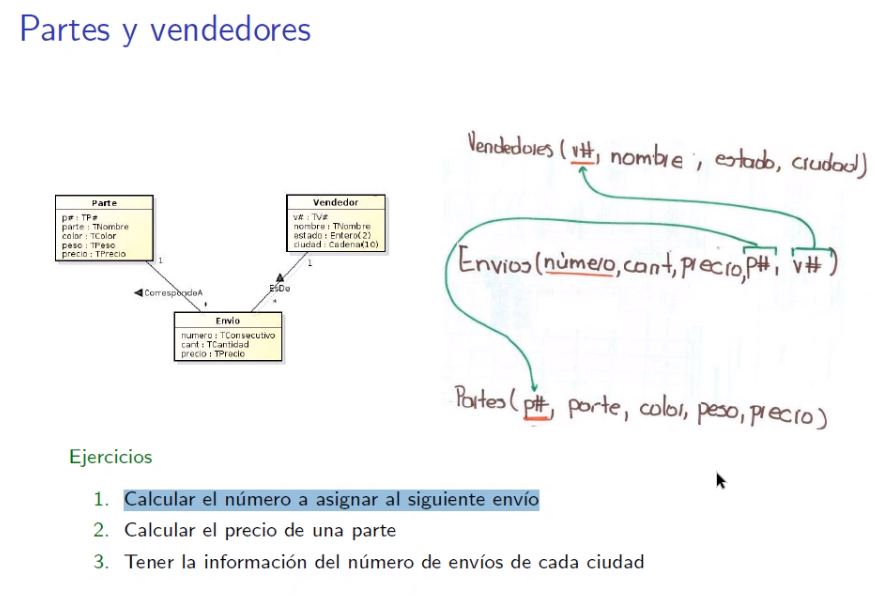 Partes y vendedores
Vendedores (v#, nombre, estado, ciudad)
Parte
p# : TP#
parte : TNombre
color : TColor
peso : TPeso
precio : TPrecio
1
Vendedor
v# : TV#
nombre : TNombre
estado : Entero(2)
ciudad : Cadena(10)
1
Envios (número, cant, precio, p#, v#)
CorrespondeA
*
EsDe
*
Envio
numero : TConsecutivo
cant : TCantidad
precio : TPrecio
Partes (p#, parte, color, peso, precio)
Ejercicios
1. Calcular el número a asignar al siguiente envío
2. Calcular el precio de una parte
3. Tener la información del número de envíos de cada ciudad